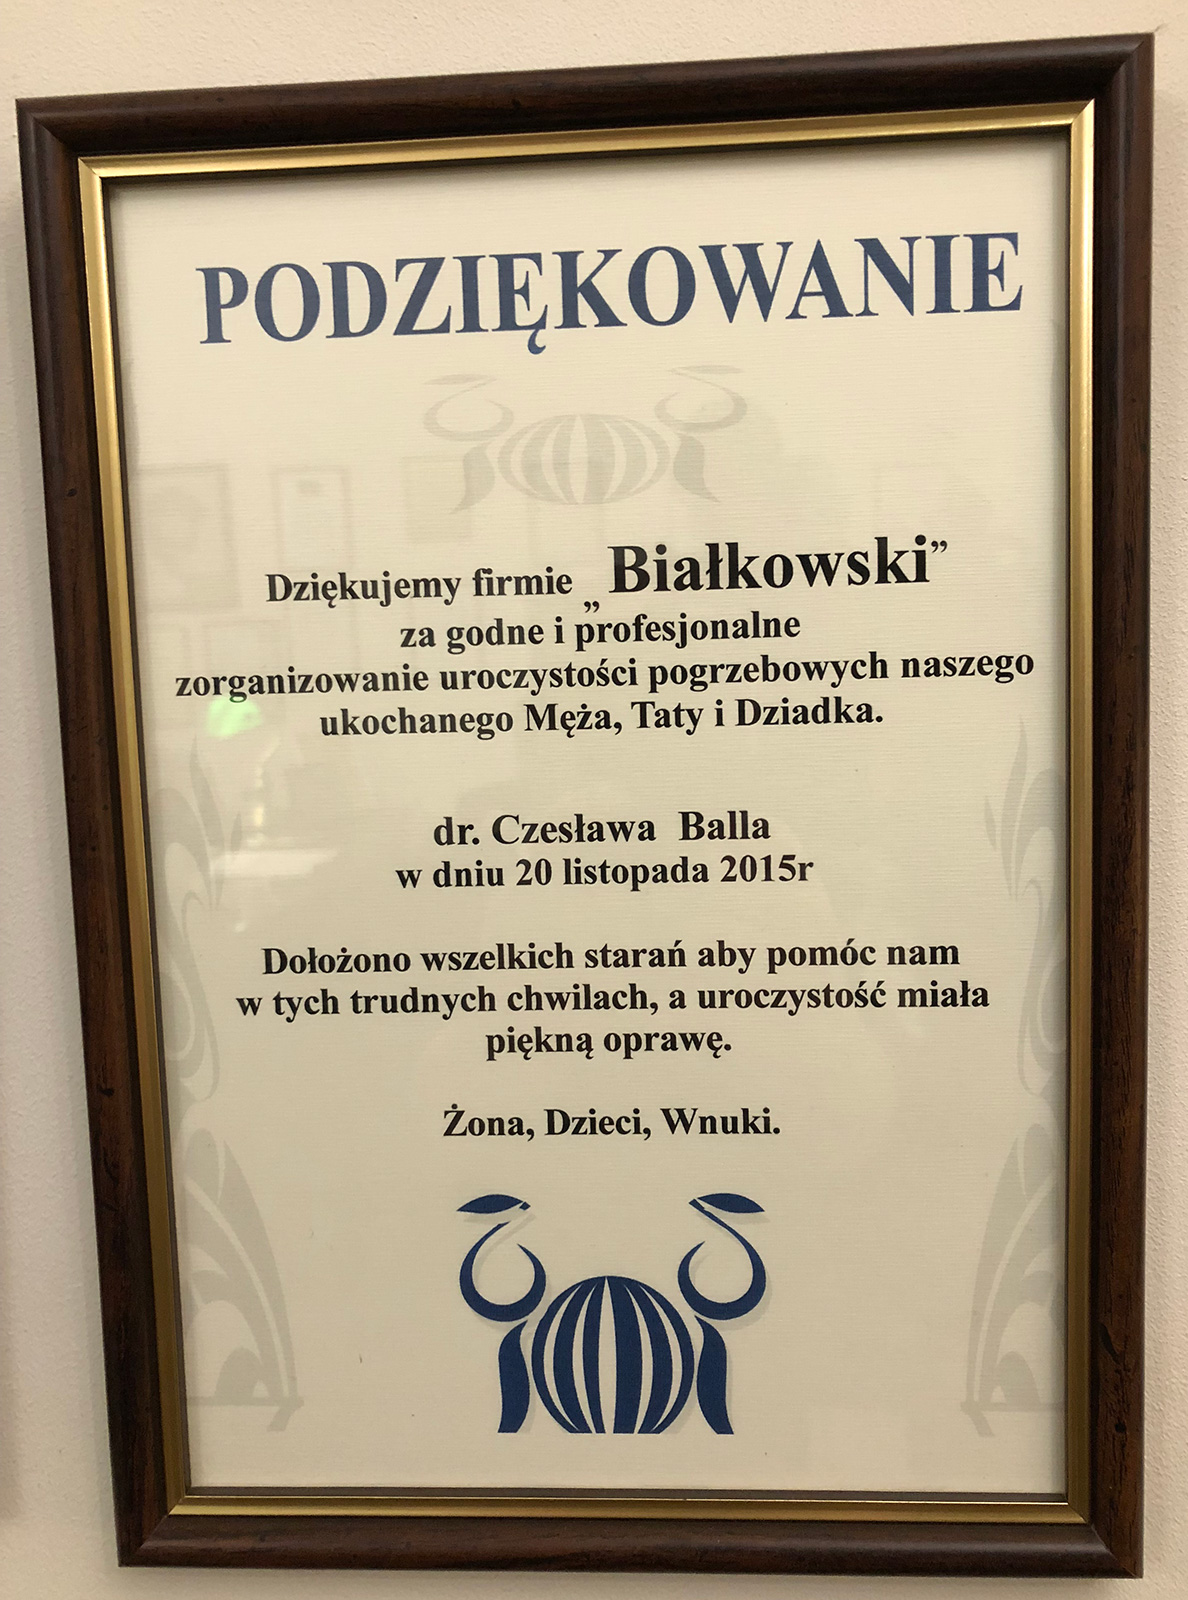 PODZIĘKOWANIE
Dziękujemy firmie „Białkowski”
za godne i profesjonalne
zorganizowanie uroczystości pogrzebowych naszego
ukochanego Męża, Taty i Dziadka.
dr. Czesława Balla
w dniu 20 listopada 2015r
Dołożono wszelkich starań aby pomóc nam
w tych trudnych chwilach, a uroczystość miała
piękną oprawę.
Żona, Dzieci, Wnuki.